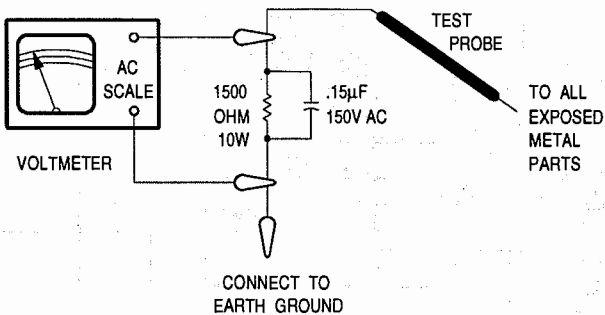 TEST
PROBE
AC
SCALE
1500
OHM
10W
.15µF
150V AC
TO ALL
EXPOSED
METAL
PARTS
VOLTMETER
CONNECT TO
EARTH GROUND